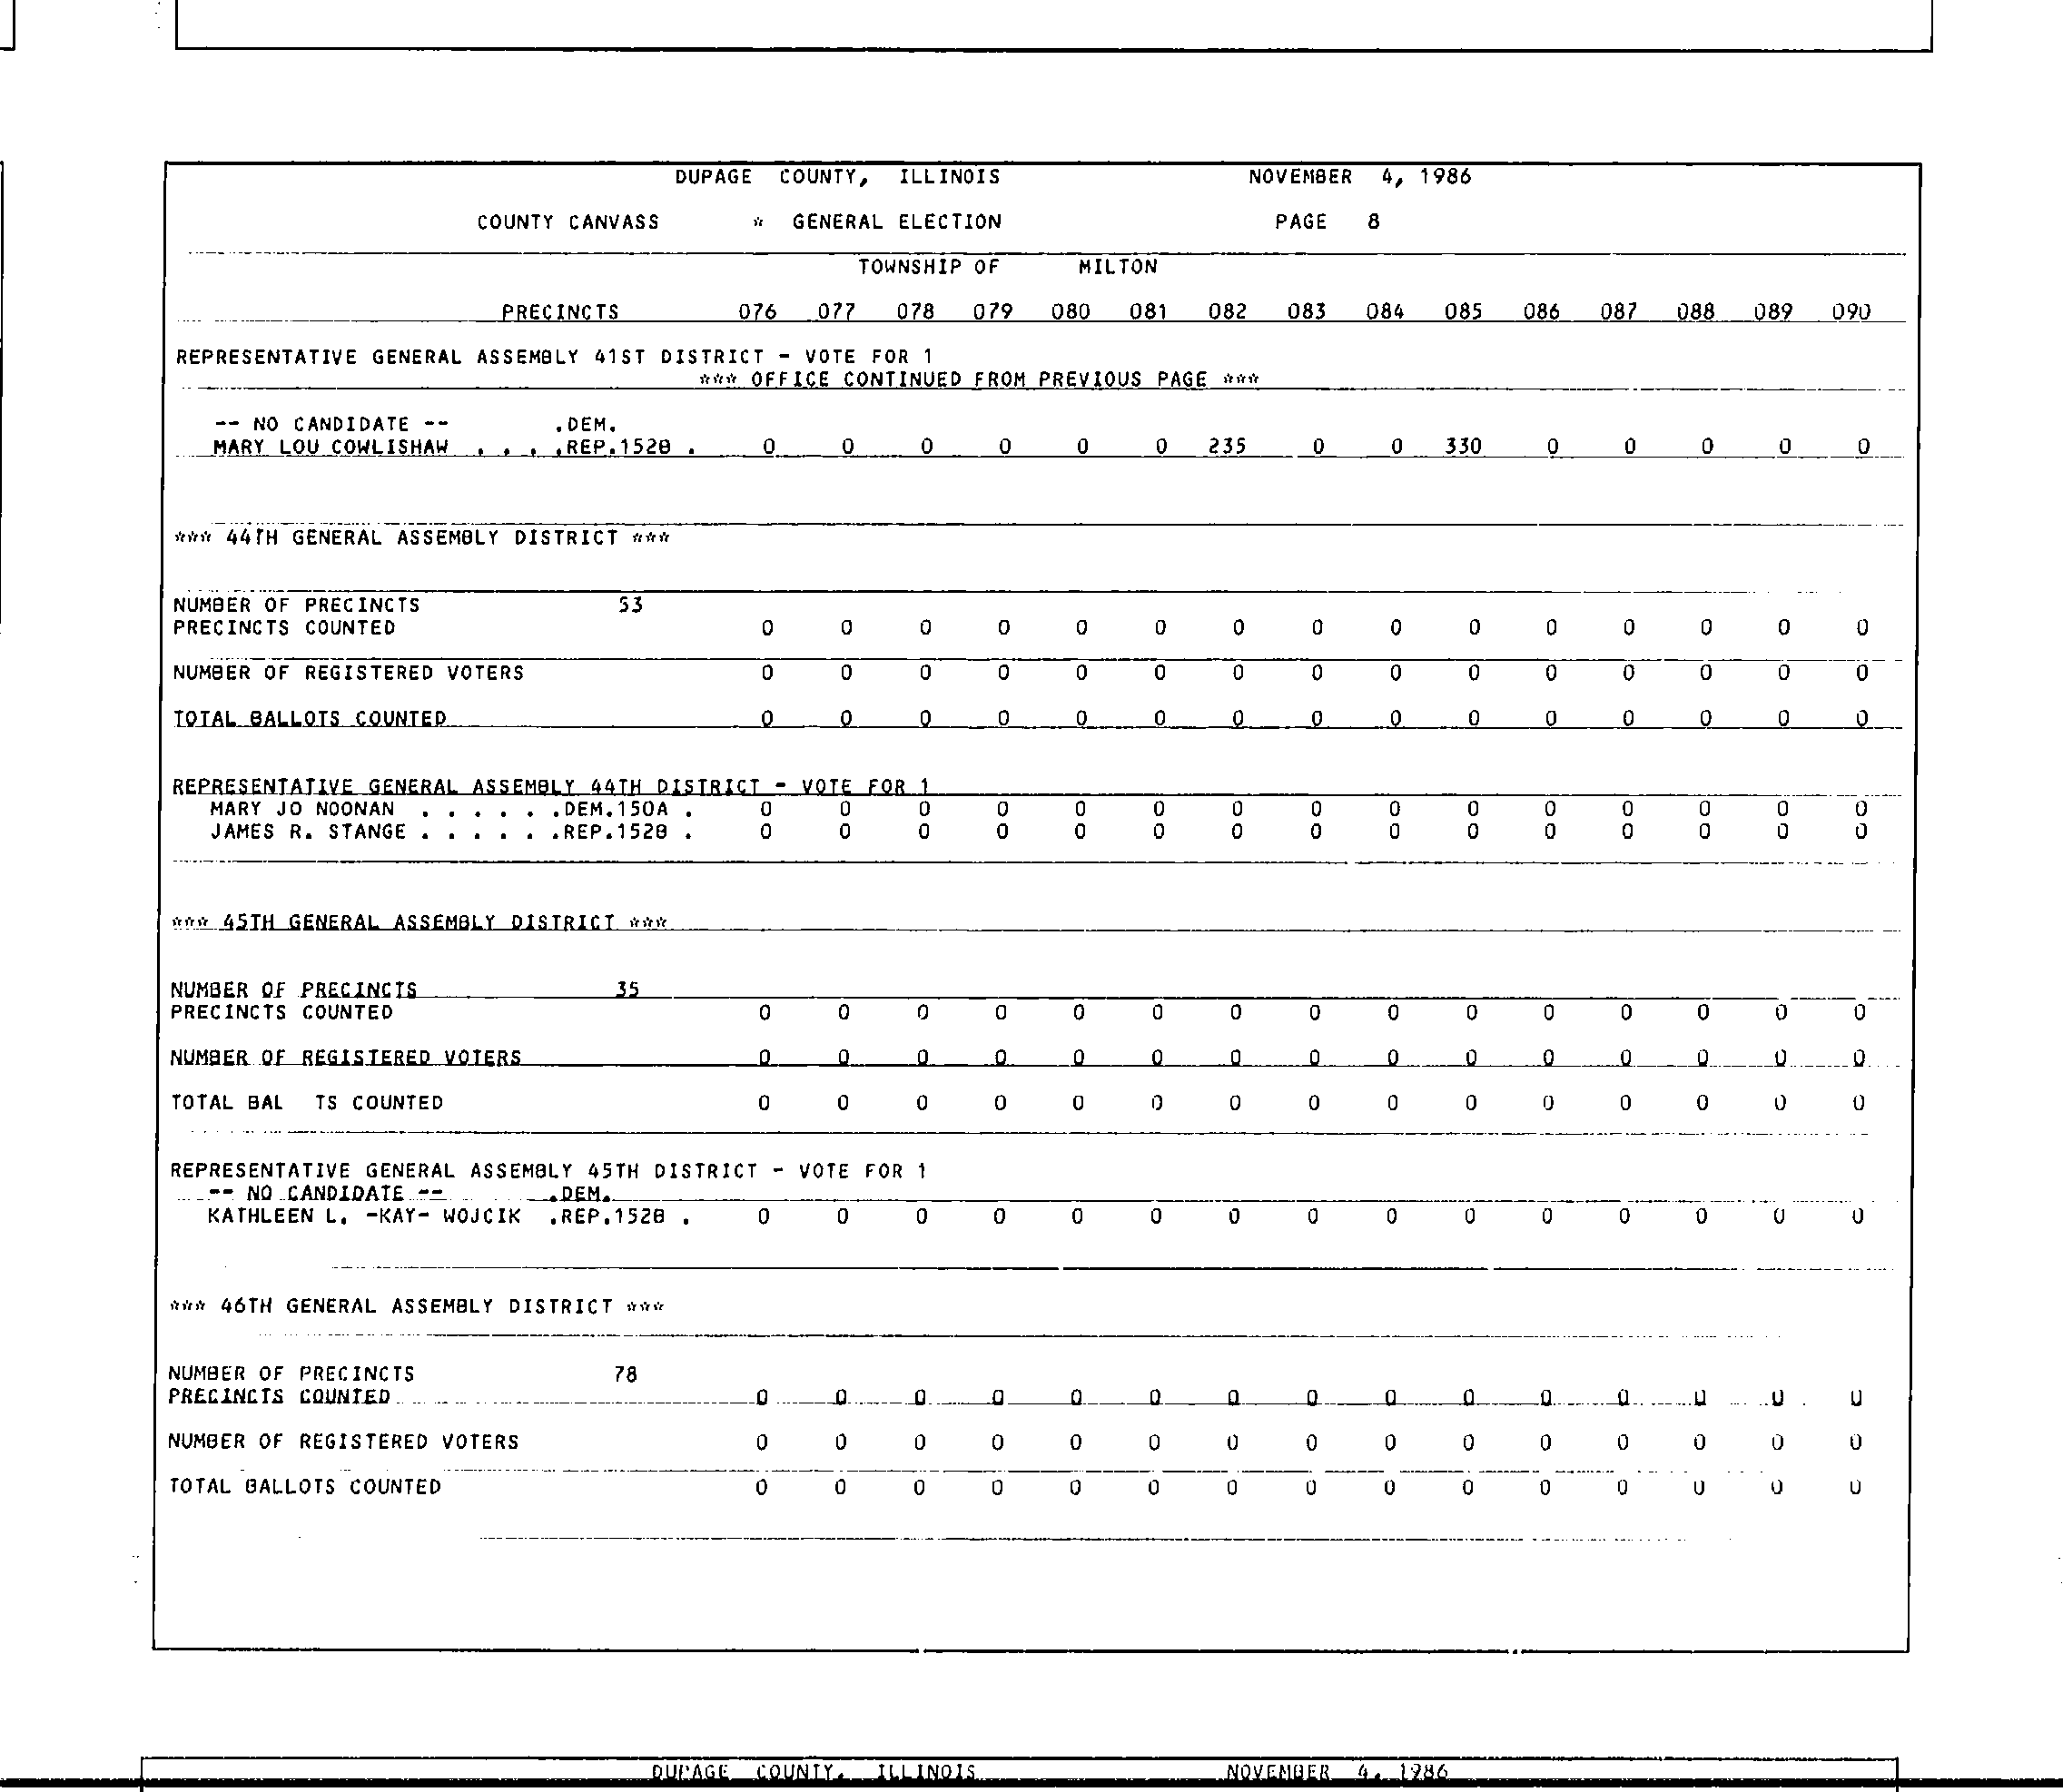 DUPAGE COUNTY, ILLINOIS NOVEMBER 4, 1986
COUNTY CANVASS * GENERAL ELECTION PAGE 8
TOWNSHIP OF MILTON
PRECINCTS 076 077 078 079 080 081 082 083 084 085 086 087 088 089 090
REPRESENTATIVE GENERAL ASSEMBLY 41ST DISTRICT - VOTE FOR 1
*** OFFICE CONTINUED FROM PREVIOUS PAGE ***
-- NO CANDIDATE -- .DEM.
MARY LOU COWLISHAW . . . .REP.152B . 0 0 0 0 0 0 235 0 0 330 0 0 0 0 0
*** 44TH GENERAL ASSEMBLY DISTRICT ***
NUMBER OF PRECINCTS 53
PRECINCTS COUNTED 0 0 0 0 0 0 0 0 0 0 0 0 0 0 0
NUMBER OF REGISTERED VOTERS 0 0 0 0 0 0 0 0 0 0 0 0 0 0 0
TOTAL BALLOTS COUNTED 0 0 0 0 0 0 0 0 0 0 0 0 0 0 0
REPRESENTATIVE GENERAL ASSEMBLY 44TH DISTRICT - VOTE FOR 1
MARY JO NOONAN . . . . . .DEM.150A . 0 0 0 0 0 0 0 0 0 0 0 0 0 0 0
JAMES R. STANGE . . . . . .REP.152B . 0 0 0 0 0 0 0 0 0 0 0 0 0 0 0
*** 45TH GENERAL ASSEMBLY DISTRICT ***
NUMBER OF PRECINCTS 35
PRECINCTS COUNTED 0 0 0 0 0 0 0 0 0 0 0 0 0 0 0
NUMBER OF REGISTERED VOTERS 0 0 0 0 0 0 0 0 0 0 0 0 0 0 0
TOTAL BAL TS COUNTED 0 0 0 0 0 0 0 0 0 0 0 0 0 0 0
REPRESENTATIVE GENERAL ASSEMBLY 45TH DISTRICT - VOTE FOR 1
-- NO CANDIDATE -- .DEM.
KATHLEEN L. -KAY- WOJCIK .REP.152B . 0 0 0 0 0 0 0 0 0 0 0 0 0 0 0
*** 46TH GENERAL ASSEMBLY DISTRICT ***
NUMBER OF PRECINCTS 78
PRECINCTS COUNTED 0 0 0 0 0 0 0 0 0 0 0 0 0 0 0
NUMBER OF REGISTERED VOTERS 0 0 0 0 0 0 0 0 0 0 0 0 0 0 0
TOTAL BALLOTS COUNTED 0 0 0 0 0 0 0 0 0 0 0 0 0 0 0
DUPAGE COUNTY, ILLINOIS NOVEMBER 4, 1986